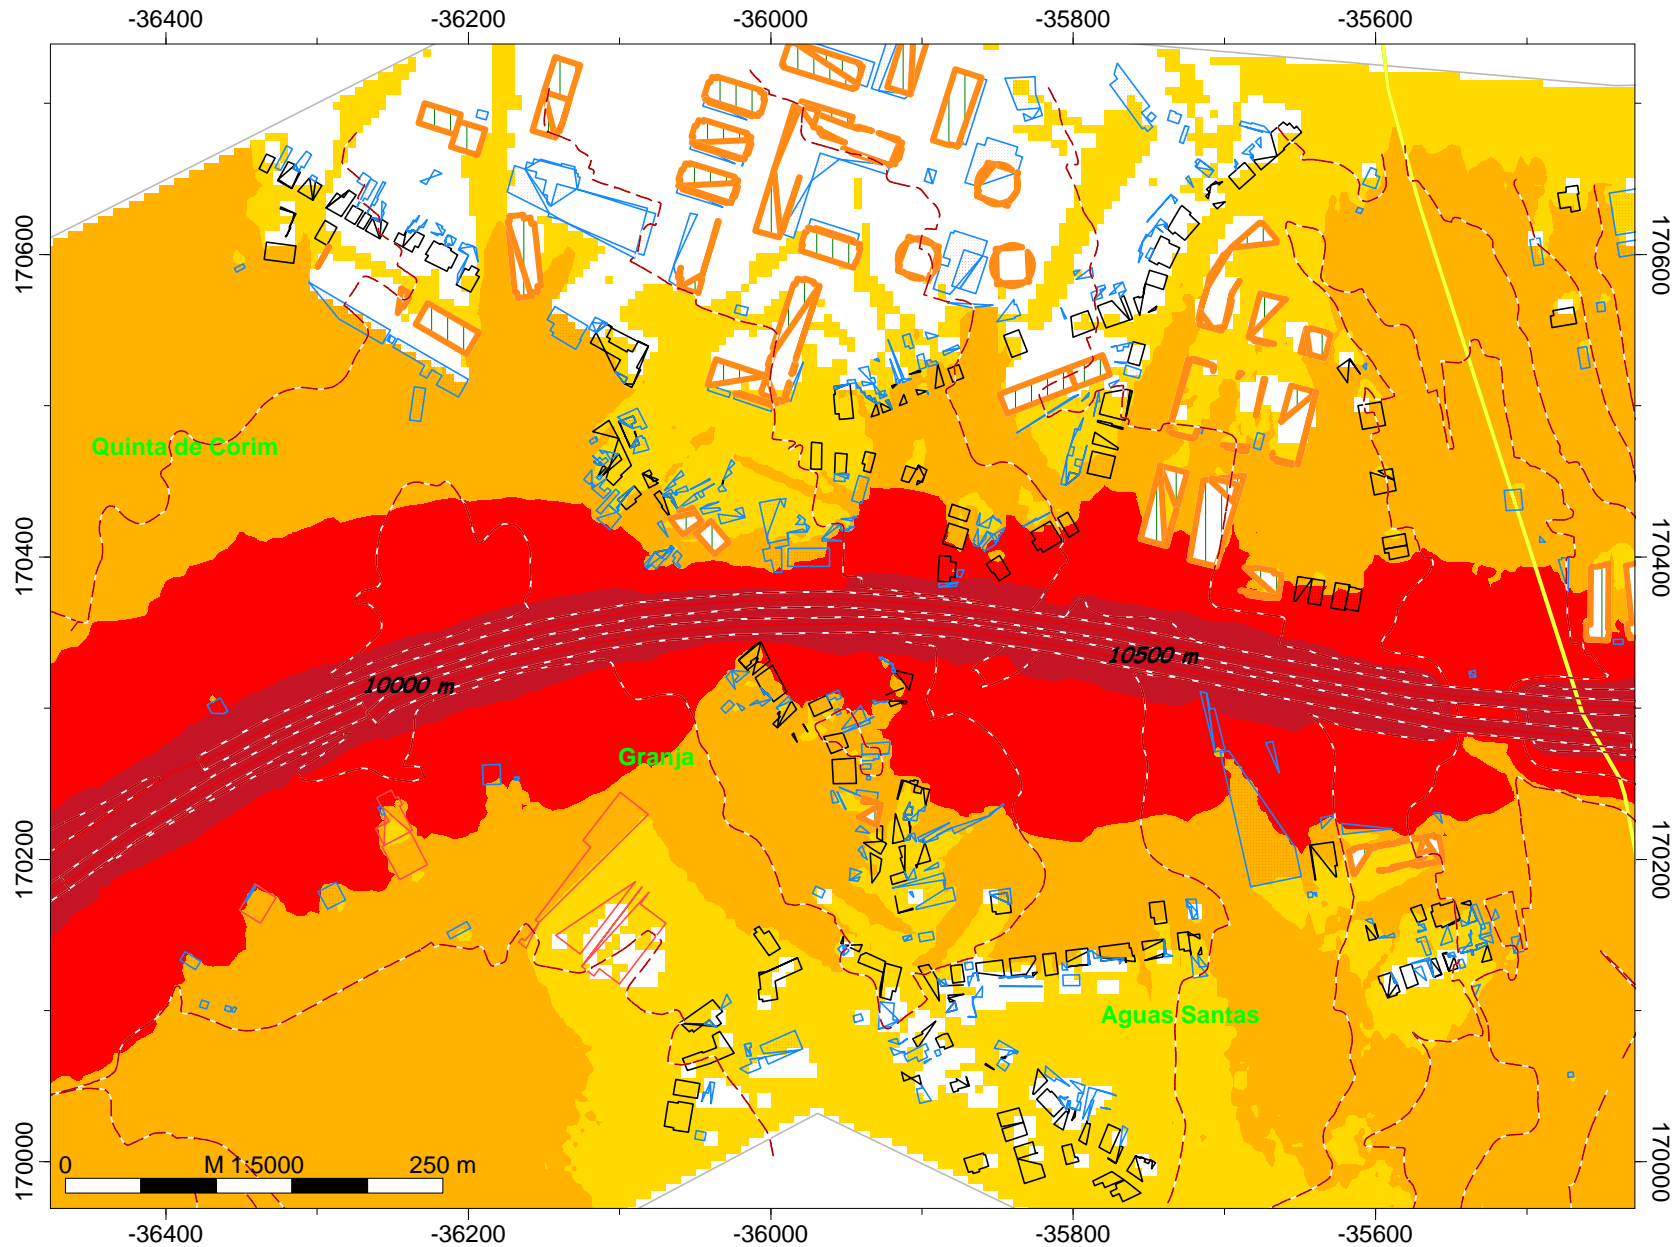 -36400 -36200 -36000 -35800 -35600
170600 170600
Quinta de Corim
170400 170400
10500 m
10000 m
Granja
170200 170200
Aguas Santas
170000 170000
0 M 1:5000 250 m
-36400 -36200 -36000 -35800 -35600